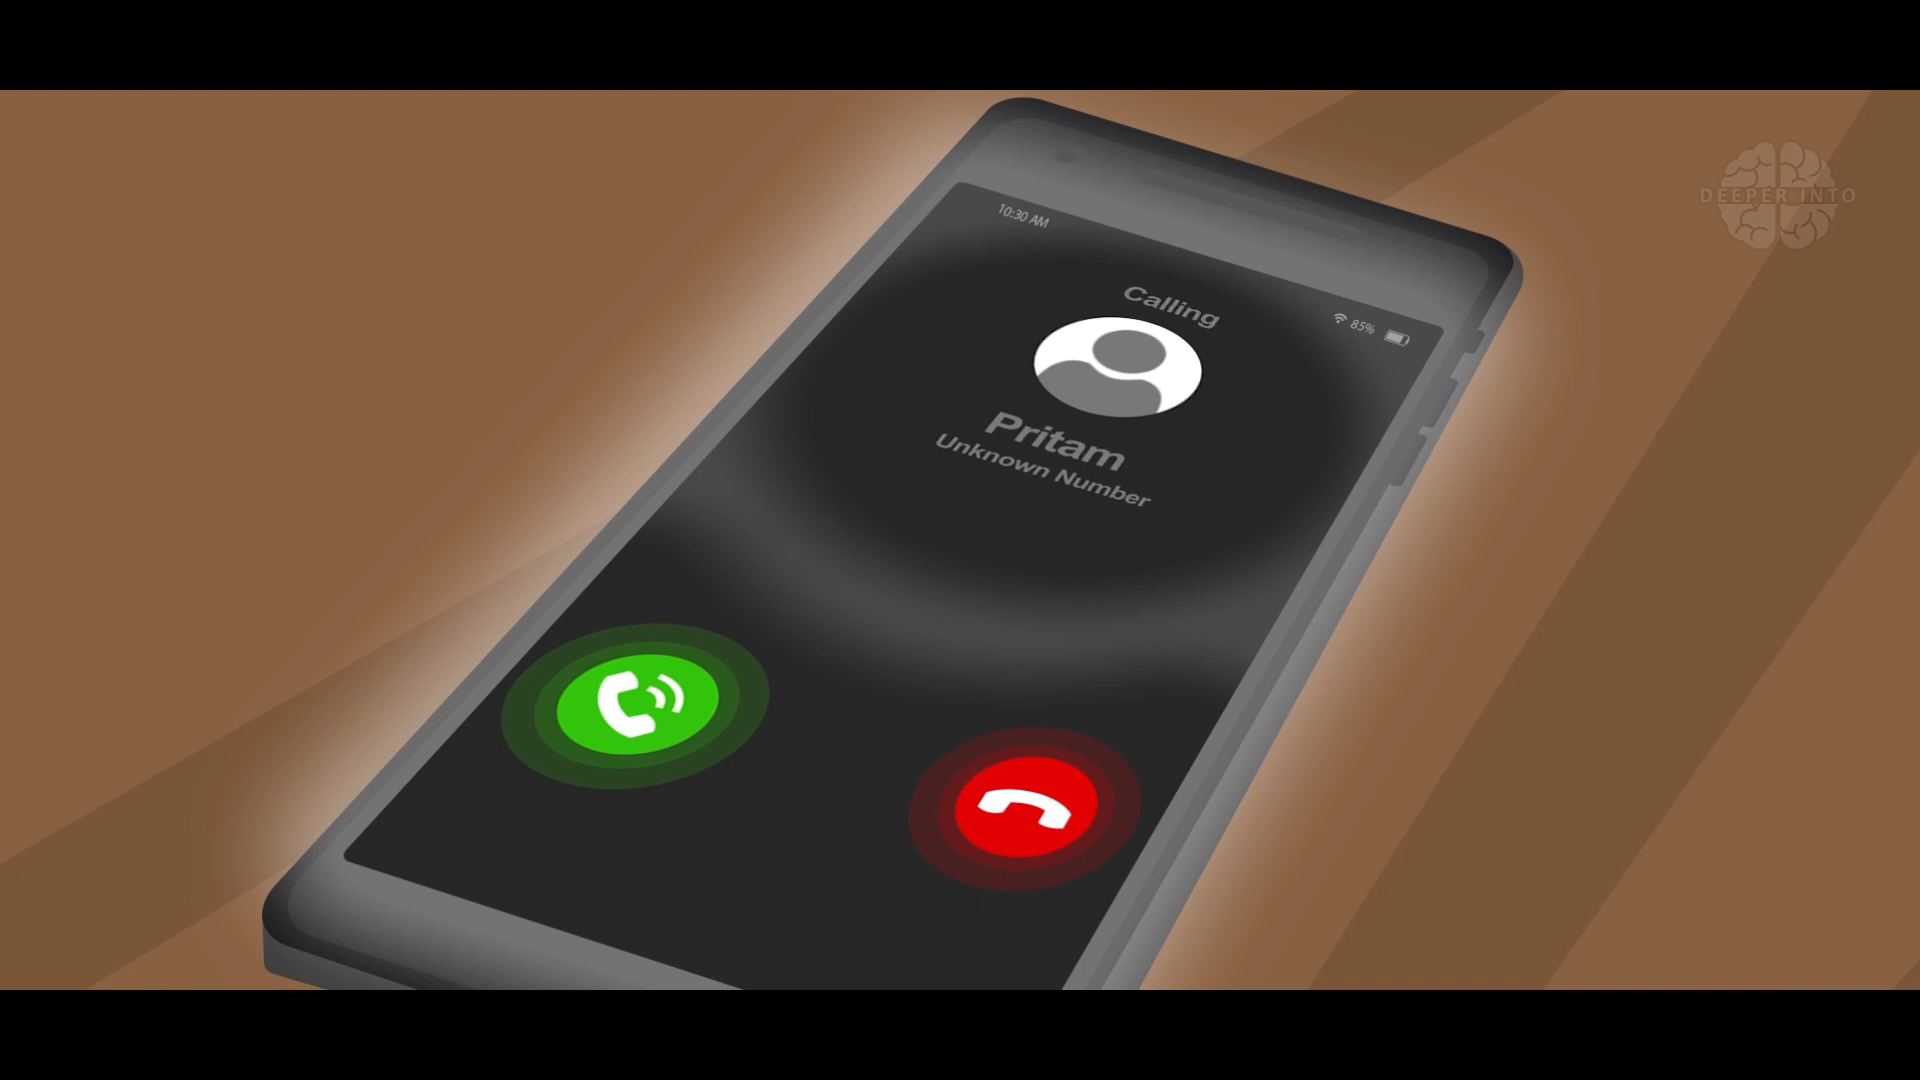 10:30 AM
85%
Calling
Pritam
Unknown Number
DEEPER INTO